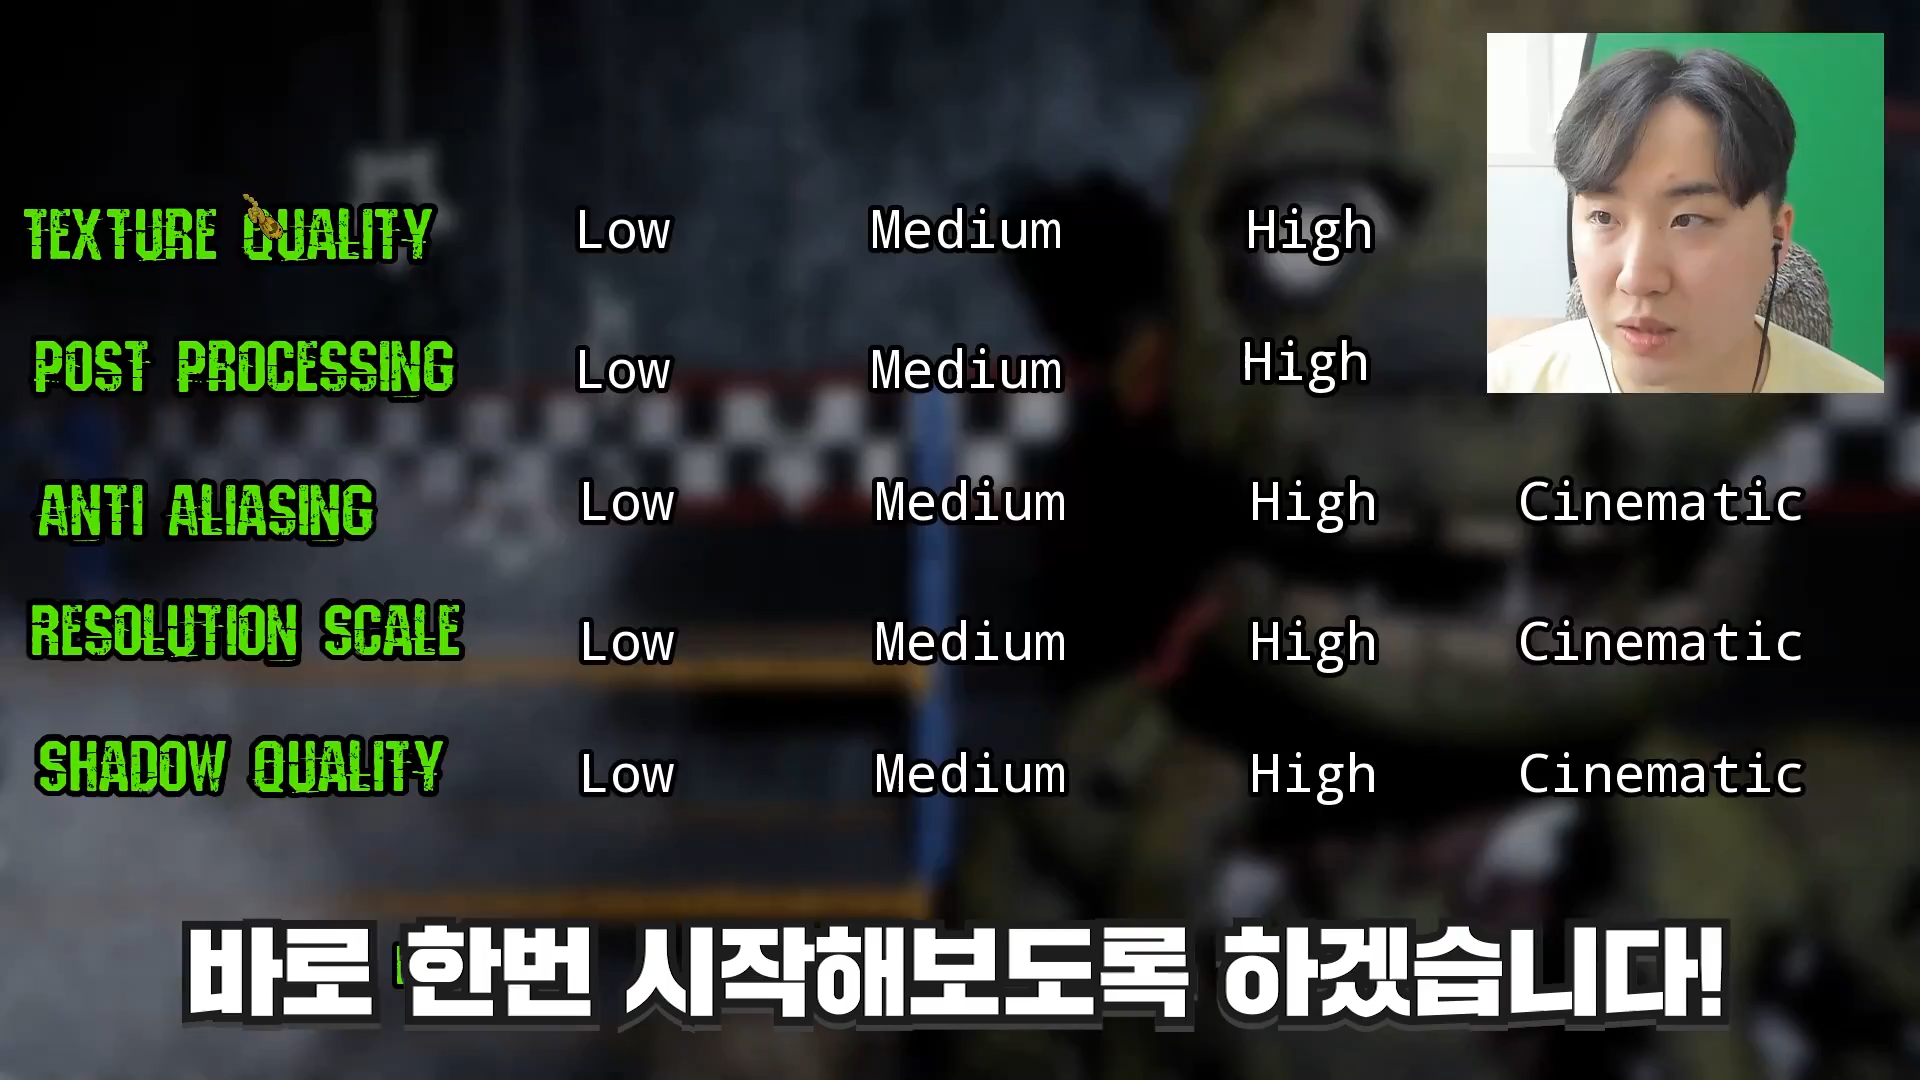 TEXTURE QUALITY Low Medium High
POST PROCESSING Low Medium High
ANTI ALIASING Low Medium High Cinematic
RESOLUTION SCALE Low Medium High Cinematic
SHADOW QUALITY Low Medium High Cinematic
바로 한번 시작해보도록 하겠습니다!